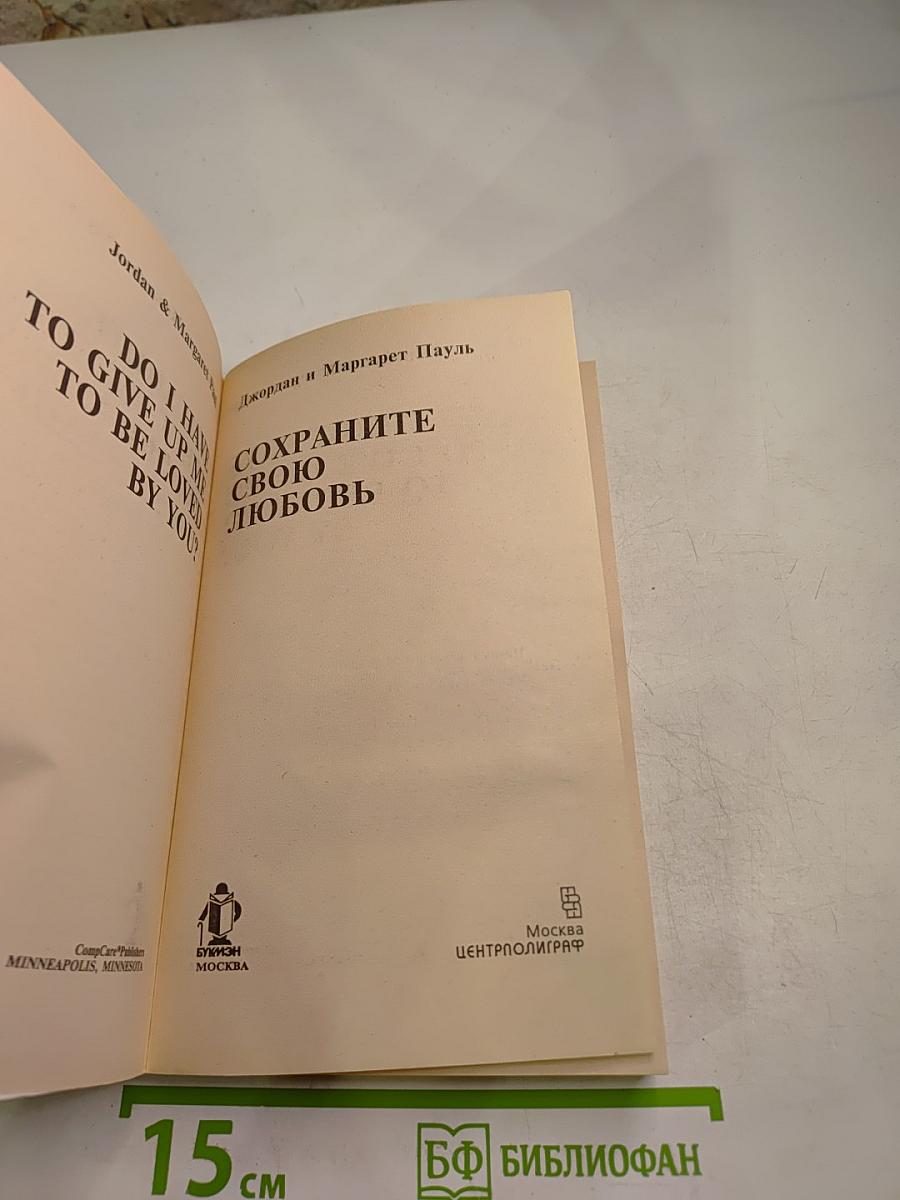 Jordan & Margaret Paul
DO I HAVE
TO GIVE UP ME
TO BE LOVED
BY YOU?
CompCare®Publishers
MINNEAPOLIS, MINNESOTA
Джордан и Маргарет Пауль
СОХРАНИТЕ
СВОЮ
ЛЮБОВЬ
БУКМЭН
МОСКВА
Москва
ЦЕНТРПОЛИГРАФ
15 см
БФ БИБЛИОФАН